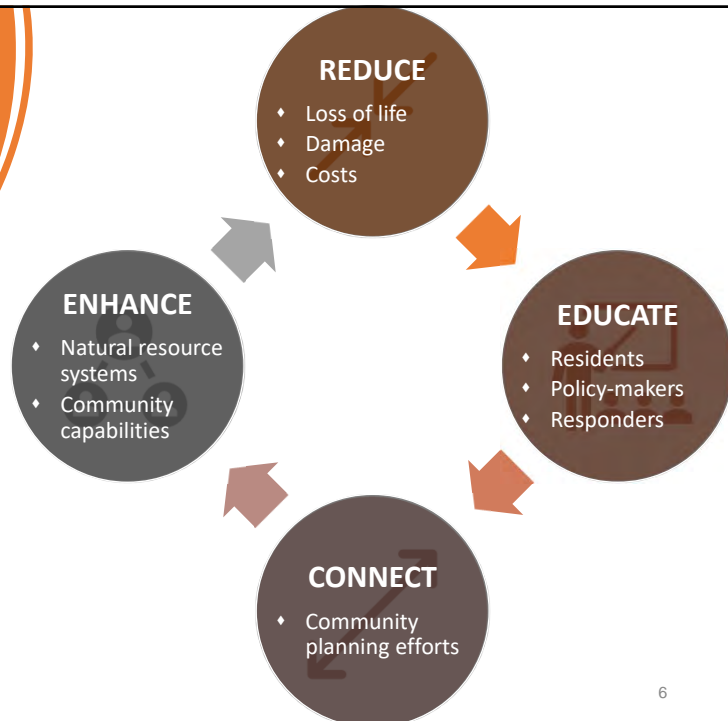 REDUCE
♦ Loss of life
♦ Damage
♦ Costs
EDUCATE
♦ Residents
♦ Policy-makers
♦ Responders
CONNECT
♦ Community
planning efforts
ENHANCE
♦ Natural resource
systems
♦ Community
capabilities
6